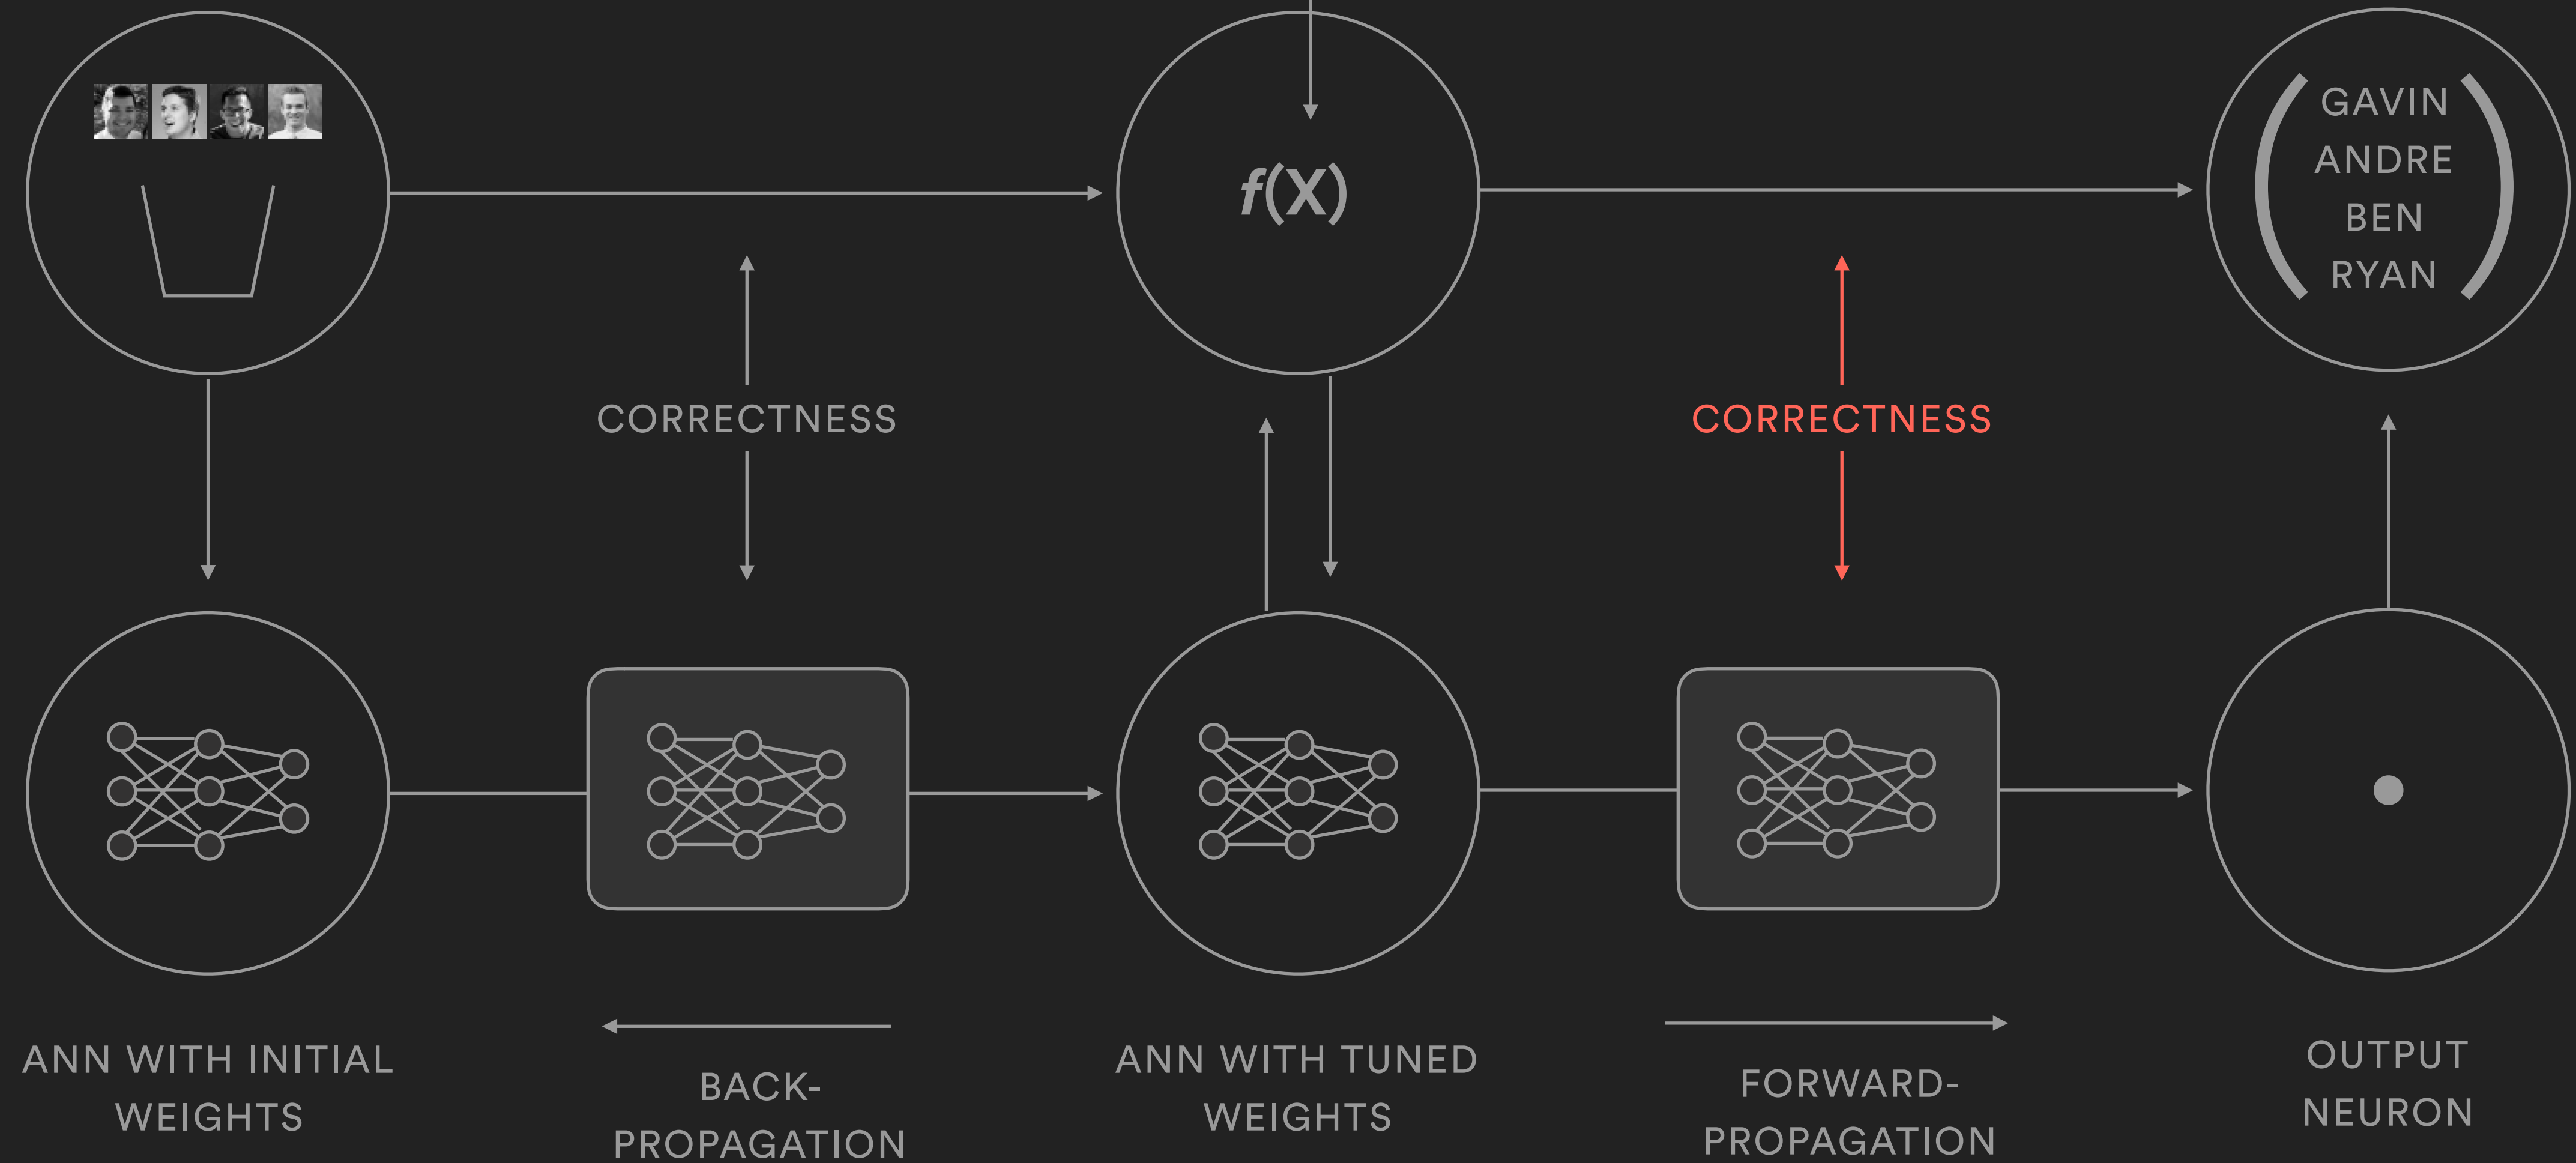 f(X)
GAVIN
ANDRE
BEN
RYAN
CORRECTNESS
CORRECTNESS
ANN WITH INITIAL
WEIGHTS
BACK-
PROPAGATION
ANN WITH TUNED
WEIGHTS
FORWARD-
PROPAGATION
OUTPUT
NEURON